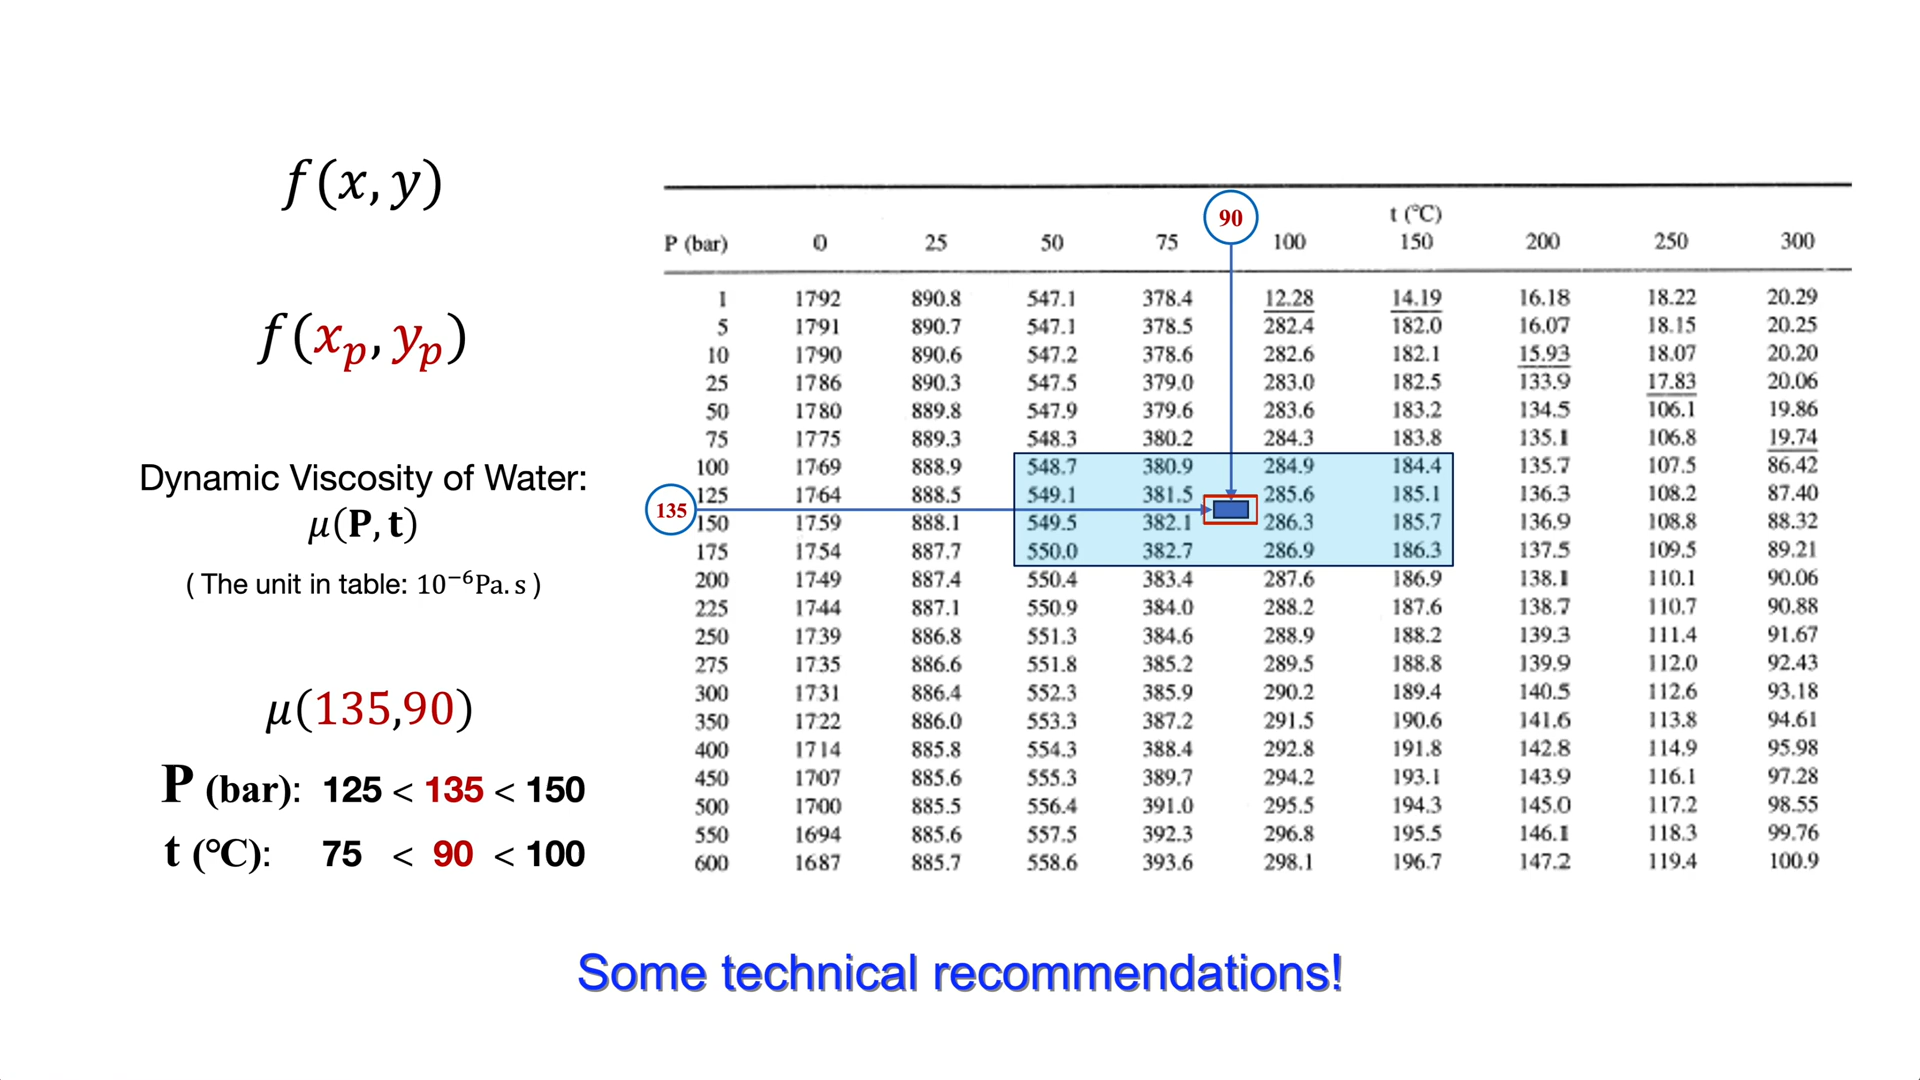 f(x, y)
f(xₚ, yₚ)
Dynamic Viscosity of Water:
μ(P, t)
( The unit in table: 10⁻⁶Pa. s )
μ(135,90)
P (bar): 125 < 135 < 150
t (°C): 75 < 90 < 100
90
t (°C)
P (bar) 0 25 50 75 100 150 200 250 300
1 1792 890.8 547.1 378.4 12.28 14.19 16.18 18.22 20.29
5 1791 890.7 547.1 378.5 282.4 182.0 16.07 18.15 20.25
10 1790 890.6 547.2 378.6 282.6 182.1 15.93 18.07 20.20
25 1786 890.3 547.5 379.0 283.0 182.5 133.9 17.83 20.06
50 1780 889.8 547.9 379.6 283.6 183.2 134.5 106.1 19.86
75 1775 889.3 548.3 380.2 284.3 183.8 135.1 106.8 19.74
100 1769 888.9 548.7 380.9 284.9 184.4 135.7 107.5 86.42
125 1764 888.5 549.1 381.5 285.6 185.1 136.3 108.2 87.40
135
150 1759 888.1 549.5 382.1 286.3 185.7 136.9 108.8 88.32
175 1754 887.7 550.0 382.7 286.9 186.3 137.5 109.5 89.21
200 1749 887.4 550.4 383.4 287.6 186.9 138.1 110.1 90.06
225 1744 887.1 550.9 384.0 288.2 187.6 138.7 110.7 90.88
250 1739 886.8 551.3 384.6 288.9 188.2 139.3 111.4 91.67
275 1735 886.6 551.8 385.2 289.5 188.8 139.9 112.0 92.43
300 1731 886.4 552.3 385.9 290.2 189.4 140.5 112.6 93.18
350 1722 886.0 553.3 387.2 291.5 190.6 141.6 113.8 94.61
400 1714 885.8 554.3 388.4 292.8 191.8 142.8 114.9 95.98
450 1707 885.6 555.3 389.7 294.2 193.1 143.9 116.1 97.28
500 1700 885.5 556.4 391.0 295.5 194.3 145.0 117.2 98.55
550 1694 885.6 557.5 392.3 296.8 195.5 146.1 118.3 99.76
600 1687 885.7 558.6 393.6 298.1 196.7 147.2 119.4 100.9
Some technical recommendations!